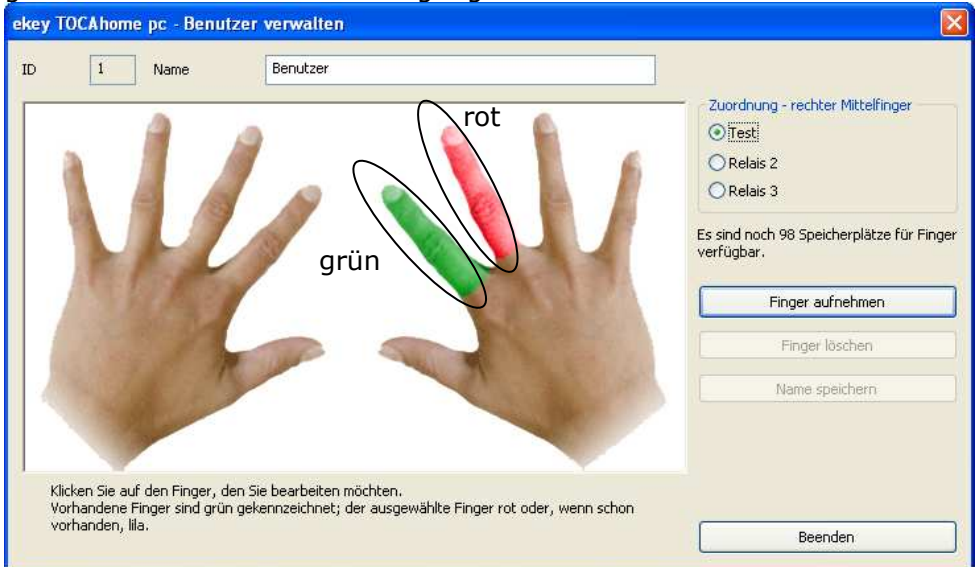 ekey TOCAhome pc - Benutzer verwalten
ID 1 Name Benutzer
rot
grün
Zuordnung - rechter Mittelfinger
Test
Relais 2
Relais 3
Es sind noch 98 Speicherplätze für Finger
verfügbar.
Finger aufnehmen
Finger löschen
Name speichern
Klicken Sie auf den Finger, den Sie bearbeiten möchten.
Vorhandene Finger sind grün gekennzeichnet; der ausgewählte Finger rot oder, wenn schon
vorhanden, lila.
Beenden